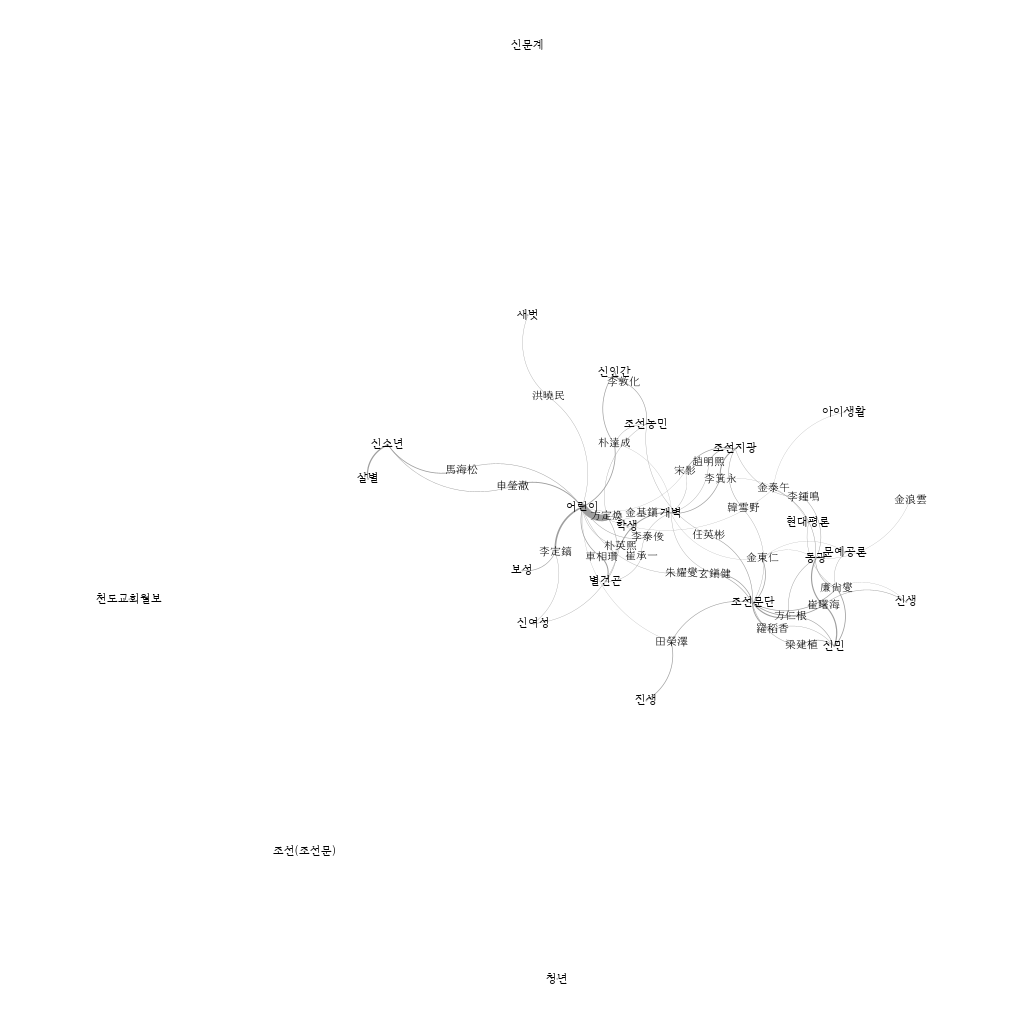 신문계
새벗
신인간
李敦化
洪曉民
아이생활
조선농민
신소년
朴達成
조선지광
趙明熙
馬海松
宋影
살별
李箕永
申瑩澈
金泰午
李鍾鳴
金浪雲
어린이
韓雪野
方定煥
金基鎭
개벽
현대평론
학생
任英彬
李泰俊
朴英熙
李定鎬
車相瓚
崔承一
金東仁
동광
문예공론
보성
朱耀燮
玄鎭健
별건곤
廉尙燮
천도교회월보
조선문단
崔曙海
신생
方仁根
신여성
羅稻香
田榮澤
梁建植
신민
진생
조선(조선문)
청년